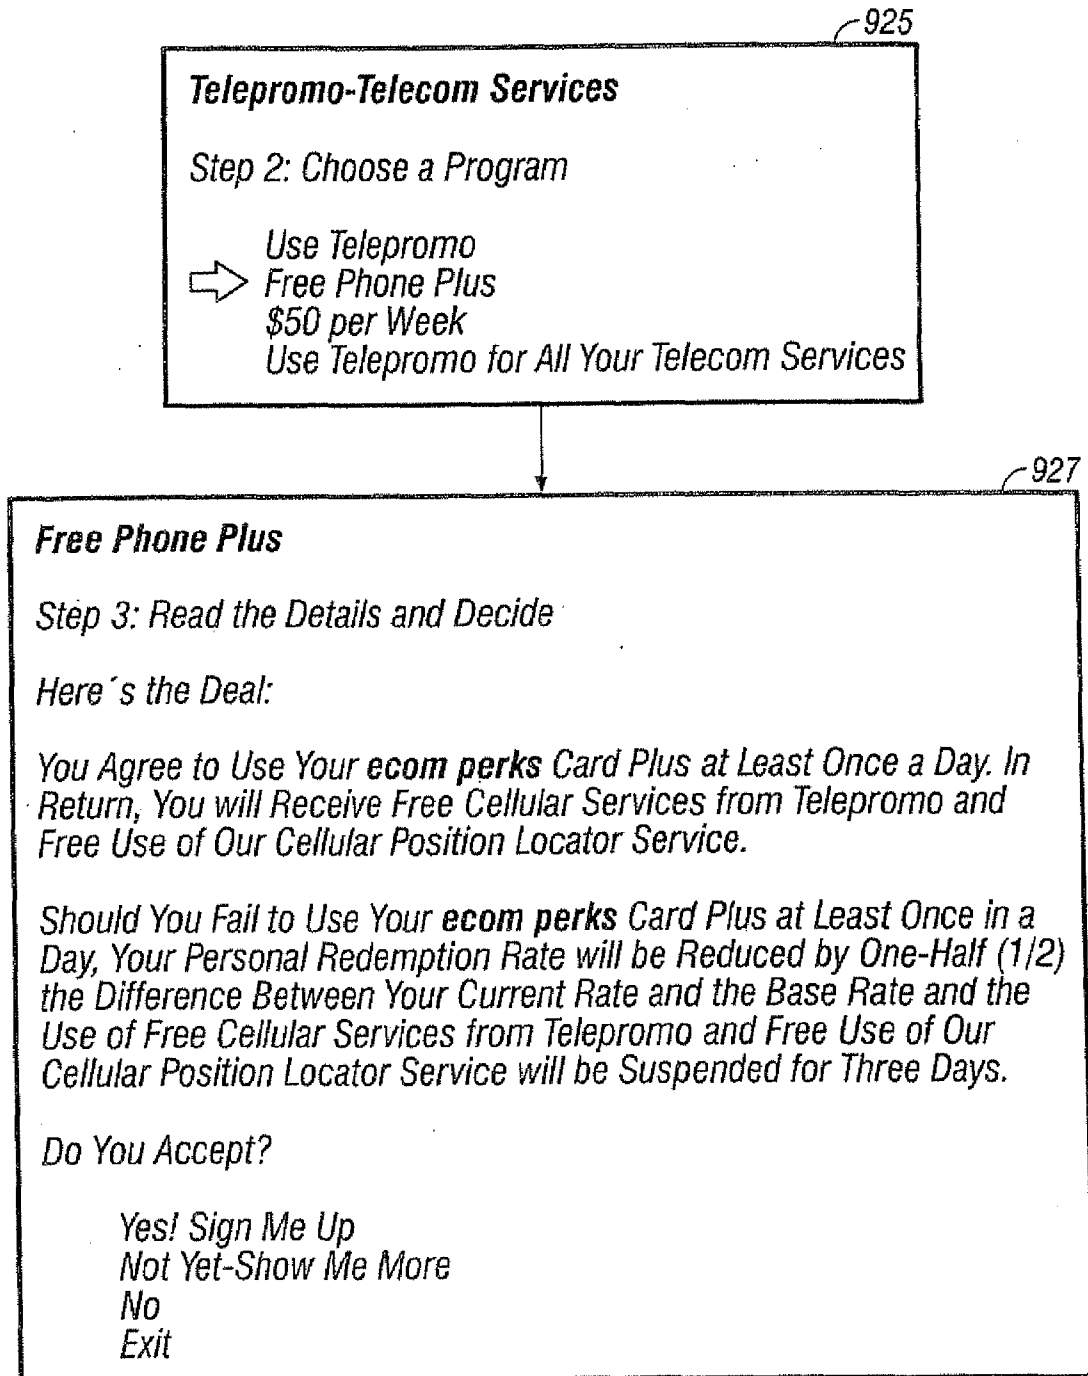 925
Telepromo-Telecom Services
Step 2: Choose a Program
Use Telepromo
Free Phone Plus
$50 per Week
Use Telepromo for All Your Telecom Services
927
Free Phone Plus
Step 3: Read the Details and Decide
Here´s the Deal:
You Agree to Use Your ecom perks Card Plus at Least Once a Day. In
Return, You will Receive Free Cellular Services from Telepromo and
Free Use of Our Cellular Position Locator Service.
Should You Fail to Use Your ecom perks Card Plus at Least Once in a
Day, Your Personal Redemption Rate will be Reduced by One-Half (1/2)
the Difference Between Your Current Rate and the Base Rate and the
Use of Free Cellular Services from Telepromo and Free Use of Our
Cellular Position Locator Service will be Suspended for Three Days.
Do You Accept?
Yes! Sign Me Up
Not Yet-Show Me More
No
Exit